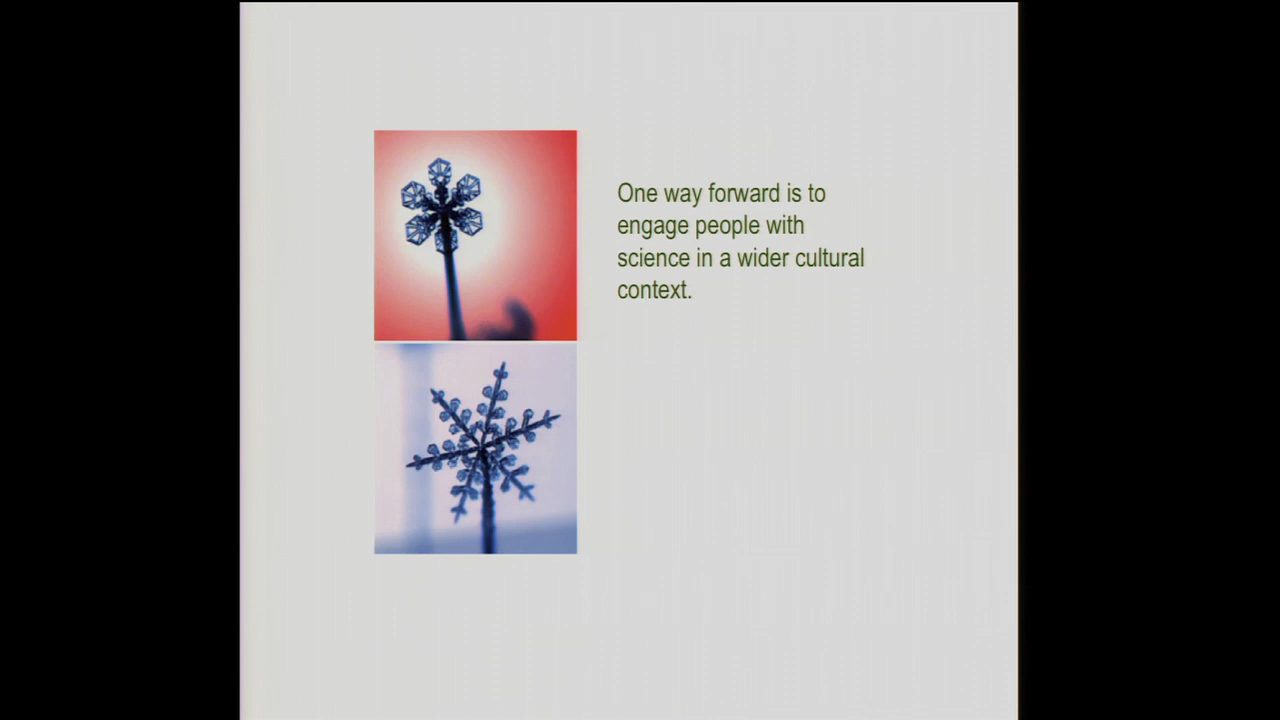 One way forward is to
engage people with
science in a wider cultural
context.